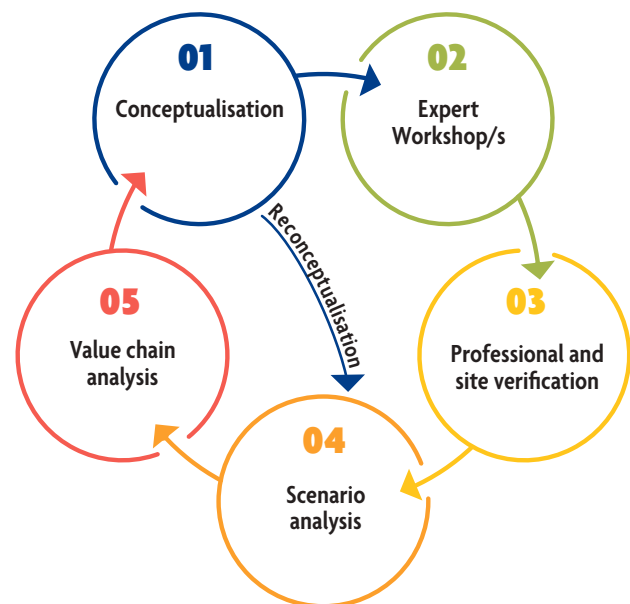 01
Conceptualisation
02
Expert
Workshop/s
Reconceptualisation
03
Professional and
site verification
04
Scenario
analysis
05
Value chain
analysis